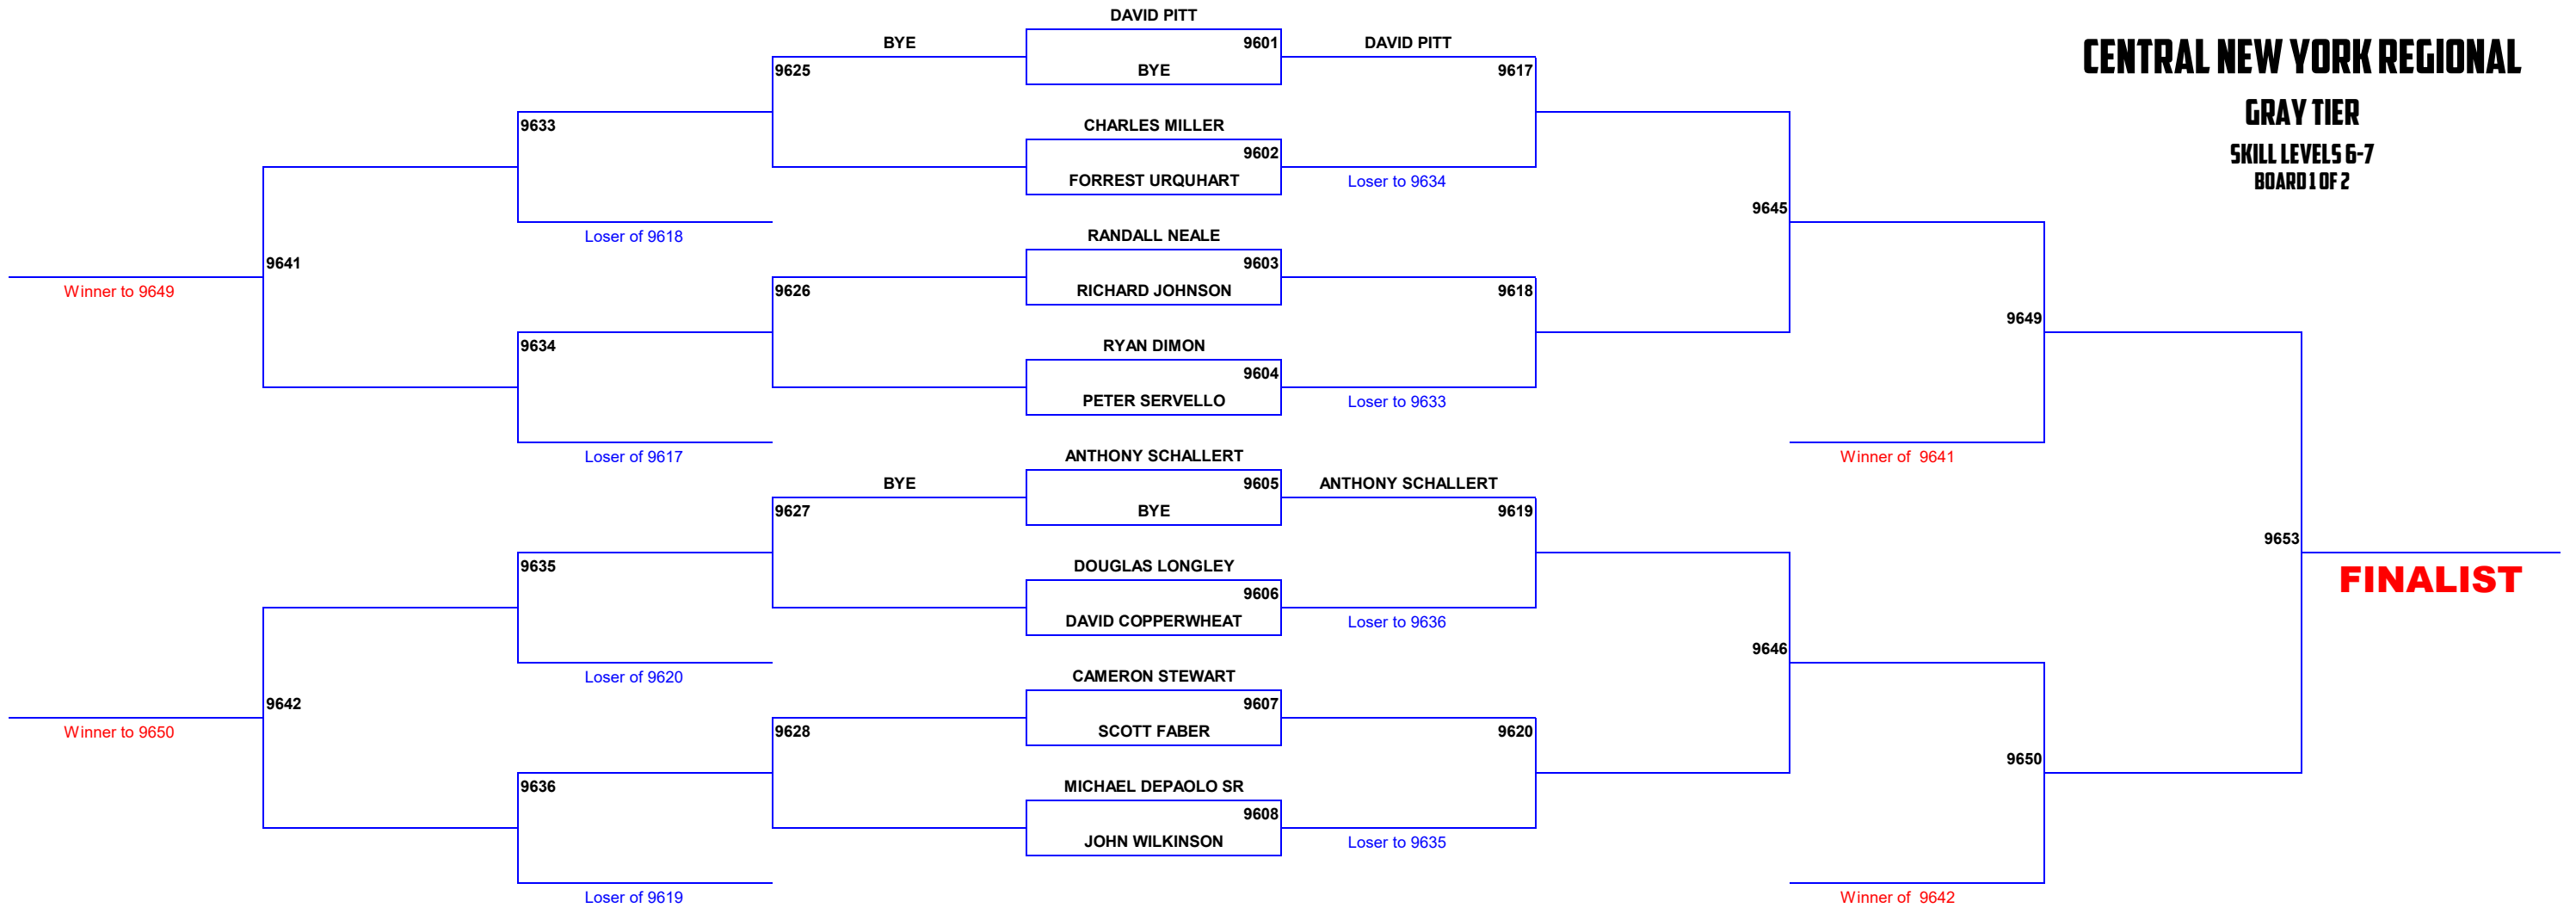 DAVID PITT
BYE
9601
DAVID PITT
9625
BYE
9617
CENTRAL NEW YORK REGIONAL
GRAY TIER
9633
CHARLES MILLER
9602
SKILL LEVELS 6-7
FORREST URQUHART
Loser to 9634
BOARD 1 OF 2
9645
Loser of 9618
RANDALL NEALE
9641
9603
Winner to 9649
9626
RICHARD JOHNSON
9618
9649
9634
RYAN DIMON
9604
PETER SERVELLO
Loser to 9633
Loser of 9617
ANTHONY SCHALLERT
Winner of  9641
BYE
9605
ANTHONY SCHALLERT
9627
BYE
9619
9653
9635
DOUGLAS LONGLEY
FINALIST
9606
DAVID COPPERWHEAT
Loser to 9636
9646
Loser of 9620
CAMERON STEWART
9642
9607
Winner to 9650
9628
SCOTT FABER
9620
9650
9636
MICHAEL DEPAOLO SR
9608
JOHN WILKINSON
Loser to 9635
Loser of 9619
Winner of  9642